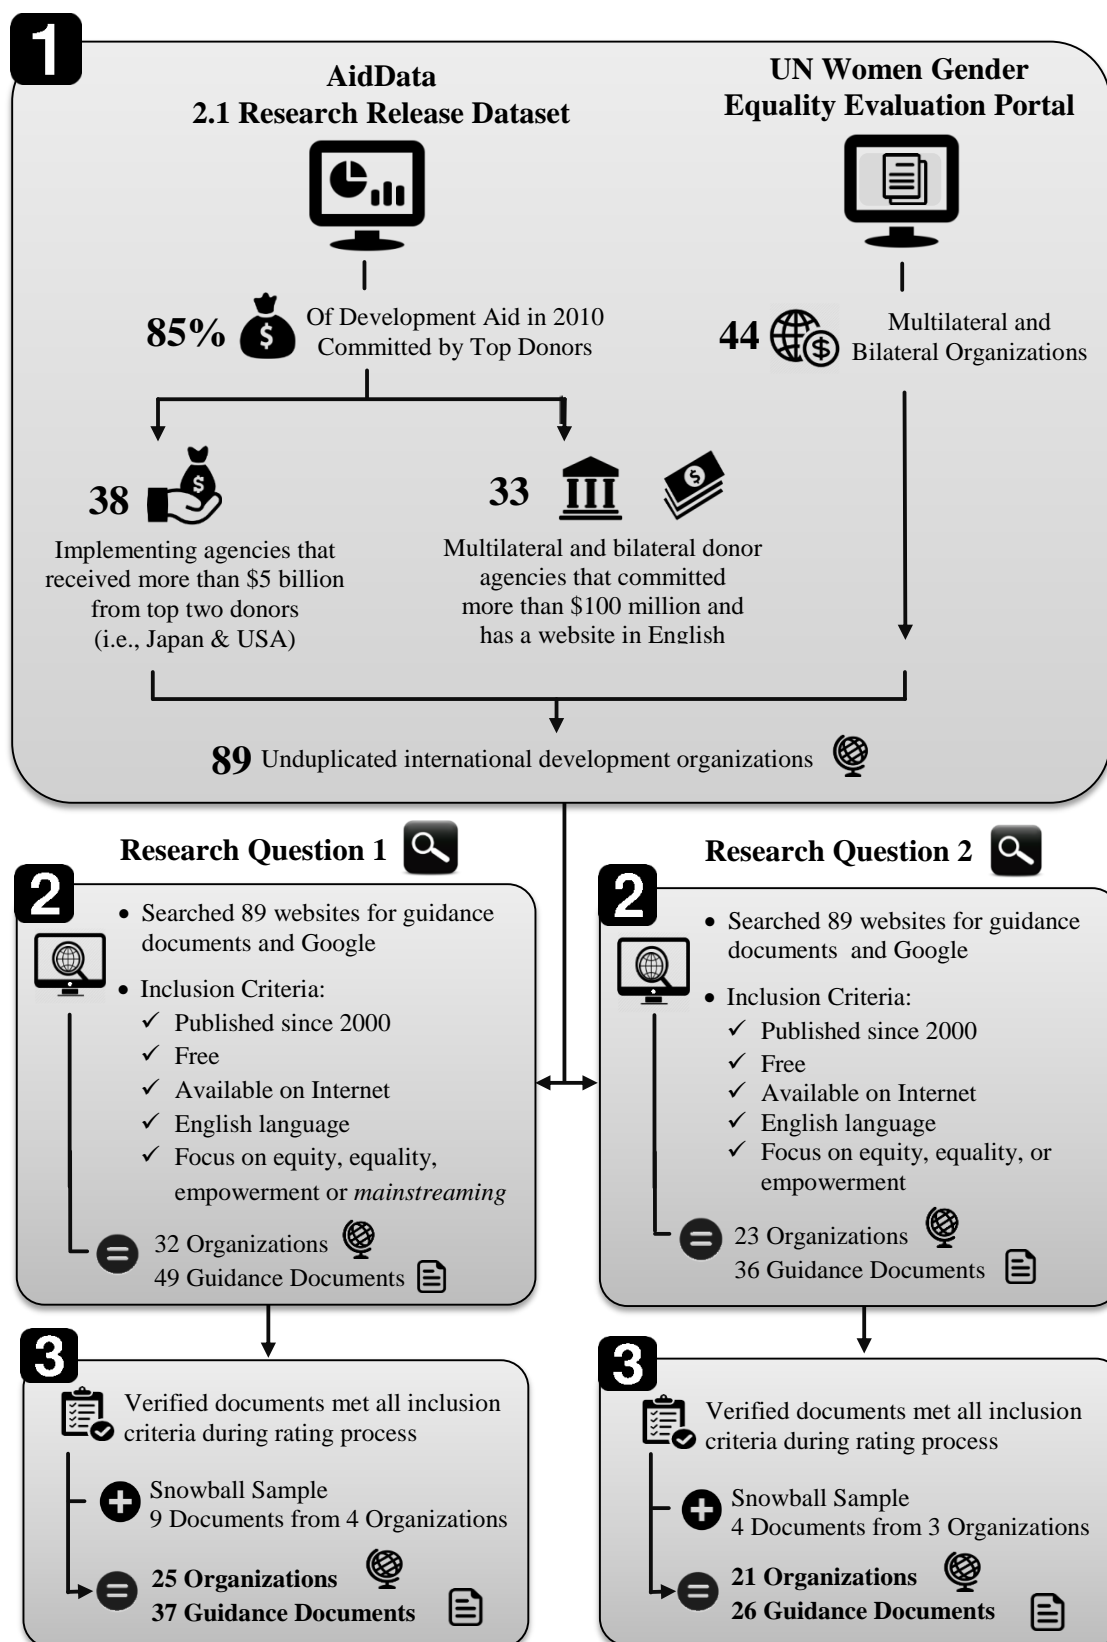 1
AidData
2.1 Research Release Dataset
UN Women Gender
Equality Evaluation Portal
85%
$
Of Development Aid in 2010
Committed by Top Donors
44
$
Multilateral and
Bilateral Organizations
38
$
Implementing agencies that
received more than $5 billion
from top two donors
(i.e., Japan & USA)
33
$
Multilateral and bilateral donor
agencies that committed
more than $100 million and
has a website in English
89 Unduplicated international development organizations
Research Question 1
2
• Searched 89 websites for guidance
documents and Google
• Inclusion Criteria:
✓ Published since 2000
✓ Free
✓ Available on Internet
✓ English language
✓ Focus on equity, equality,
empowerment or mainstreaming
=
32 Organizations
49 Guidance Documents
3
Verified documents met all inclusion
criteria during rating process
+
Snowball Sample
9 Documents from 4 Organizations
=
25 Organizations
37 Guidance Documents
Research Question 2
2
• Searched 89 websites for guidance
documents and Google
• Inclusion Criteria:
✓ Published since 2000
✓ Free
✓ Available on Internet
✓ English language
✓ Focus on equity, equality, or
empowerment
=
23 Organizations
36 Guidance Documents
3
Verified documents met all inclusion
criteria during rating process
+
Snowball Sample
4 Documents from 3 Organizations
=
21 Organizations
26 Guidance Documents